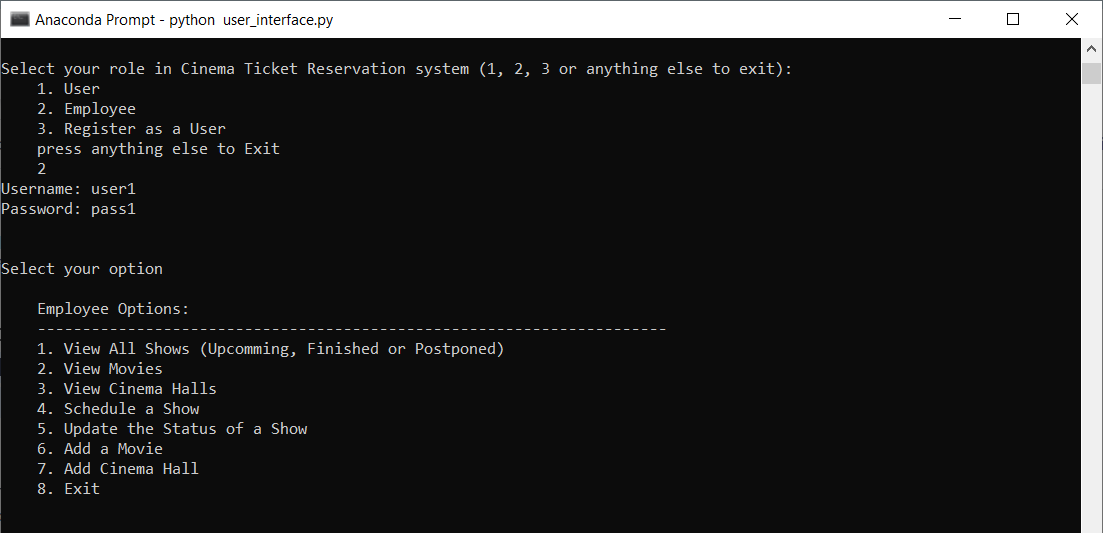 Anaconda Prompt - python  user_interface.py
Select your role in Cinema Ticket Reservation system (1, 2, 3 or anything else to exit):
    1. User
    2. Employee
    3. Register as a User
    press anything else to Exit
    2
Username: user1
Password: pass1
Select your option
    Employee Options:
    ----------------------------------------------------------------------
    1. View All Shows (Upcomming, Finished or Postponed)
    2. View Movies
    3. View Cinema Halls
    4. Schedule a Show
    5. Update the Status of a Show
    6. Add a Movie
    7. Add Cinema Hall
    8. Exit